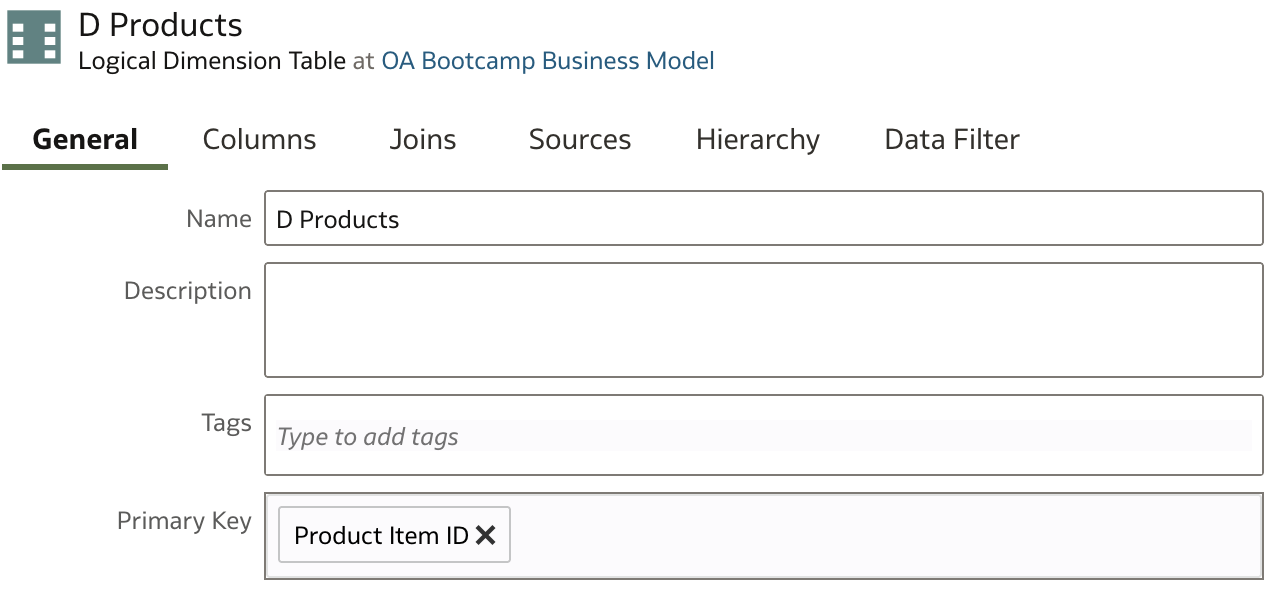 D Products
Logical Dimension Table at OA Bootcamp Business Model
General Columns Joins Sources Hierarchy Data Filter
Name D Products
Description
Tags Type to add tags
Primary Key Product Item ID